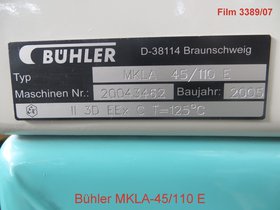 Film 3389/07
BÜHLER
D-38114 Braunschweig
Typ MKLA 45/110 E
Maschinen Nr.: 20043462 Baujahr: 2005
II 3D EEx C T=125°C
Bühler MKLA-45/110 E